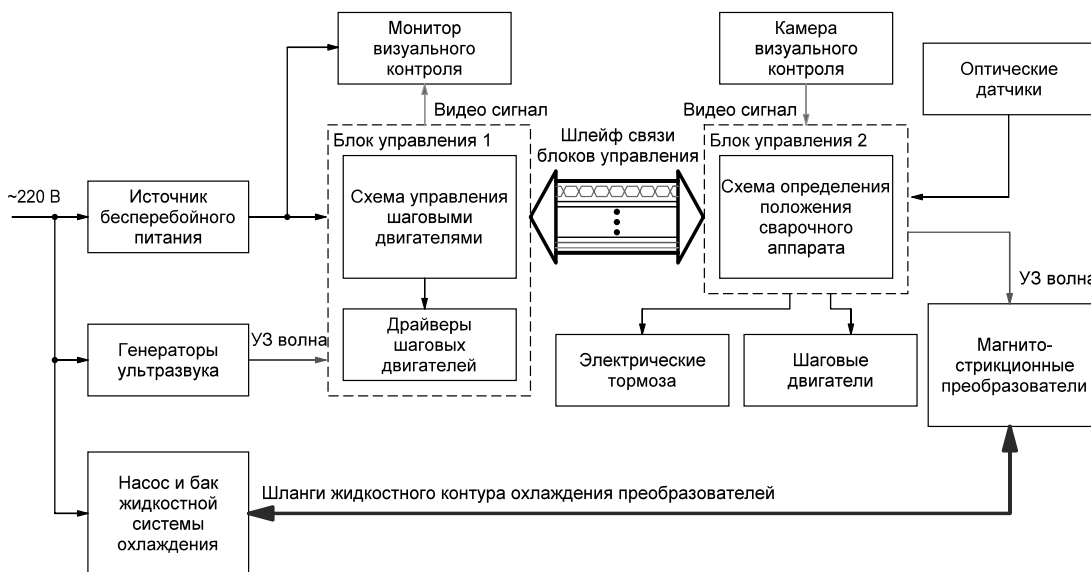 Монитор
визуального
контроля
Камера
визуального
контроля
Оптические
датчики
Видео сигнал
Видео сигнал
Блок управления 1
Шлейф связи
блоков управления
Блок управления 2
~220 В
Источник
бесперебойного
питания
Схема управления
шаговыми
двигателями
Схема определения
положения
сварочного
аппарата
УЗ волна
Генераторы
ультразвука
УЗ волна
Драйверы
шаговых
двигателей
Электрические
тормоза
Шаговые
двигатели
Магнито-
стрикционные
преобразователи
Насос и бак
жидкостной
системы
охлаждения
Шланги жидкостного контура охлаждения преобразователей